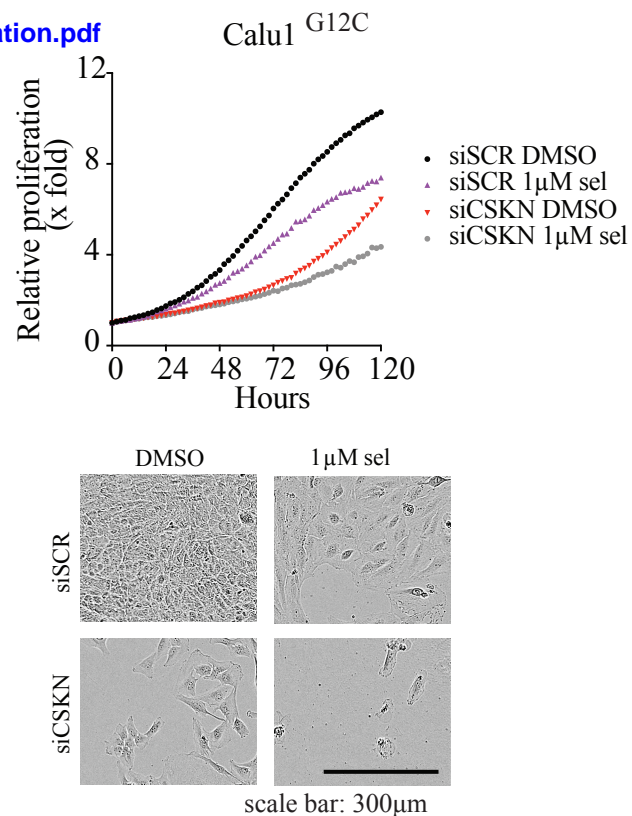 ation.pdf
Calu1 G12C
Relative proliferation
(x fold)
12
8
4
0
0 24 48 72 96 120
Hours
siSCR DMSO
siSCR 1µM sel
siCSKN DMSO
siCSKN 1µM sel
DMSO 1µM sel
siSCR
siCSKN
scale bar: 300µm